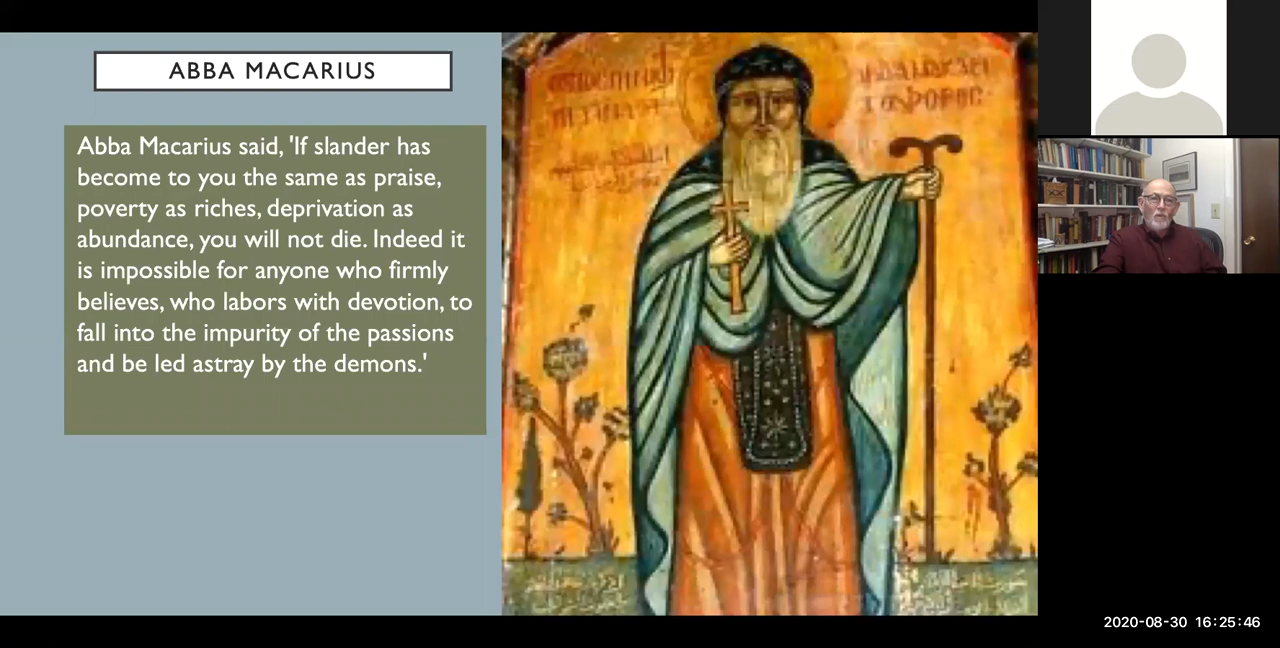 ABBA MACARIUS
Abba Macarius said, 'If slander has
become to you the same as praise,
poverty as riches, deprivation as
abundance, you will not die. Indeed it
is impossible for anyone who firmly
believes, who labors with devotion, to
fall into the impurity of the passions
and be led astray by the demons.'
2020-08-30 16:25:46